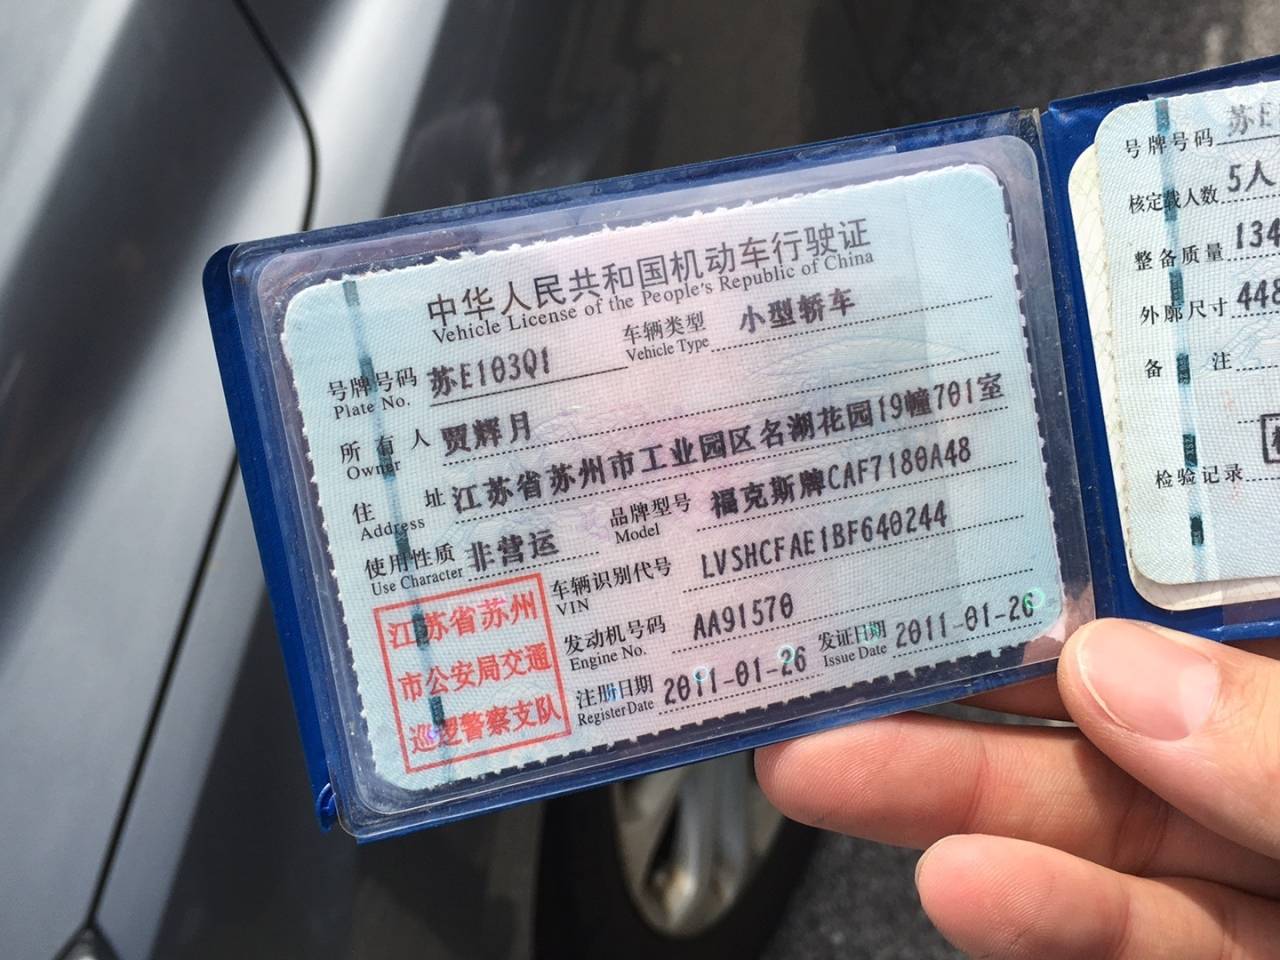 中华人民共和国机动车行驶证
Vehicle License of the People's Republic of China
号牌号码 苏E103Q1 车辆类型 小型轿车
Plate No. Vehicle Type
所有人 贾辉月
Owner
住址 江苏省苏州市工业园区名湖花园19幢701室
Address
使用性质 非营运 品牌型号 福克斯牌CAF7180A48
Use Character Model
车辆识别代号 LVSHCFAE1BF640244
VIN
发动机号码 AA91570
Engine No.
注册日期 2011-01-26 发证日期 2011-01-26
Register Date Issue Date
江苏省苏州
市公安局交通
巡逻警察支队
号牌号码 苏E
核定载人数 5人
整备质量 134
外廓尺寸 448
备注
检验记录